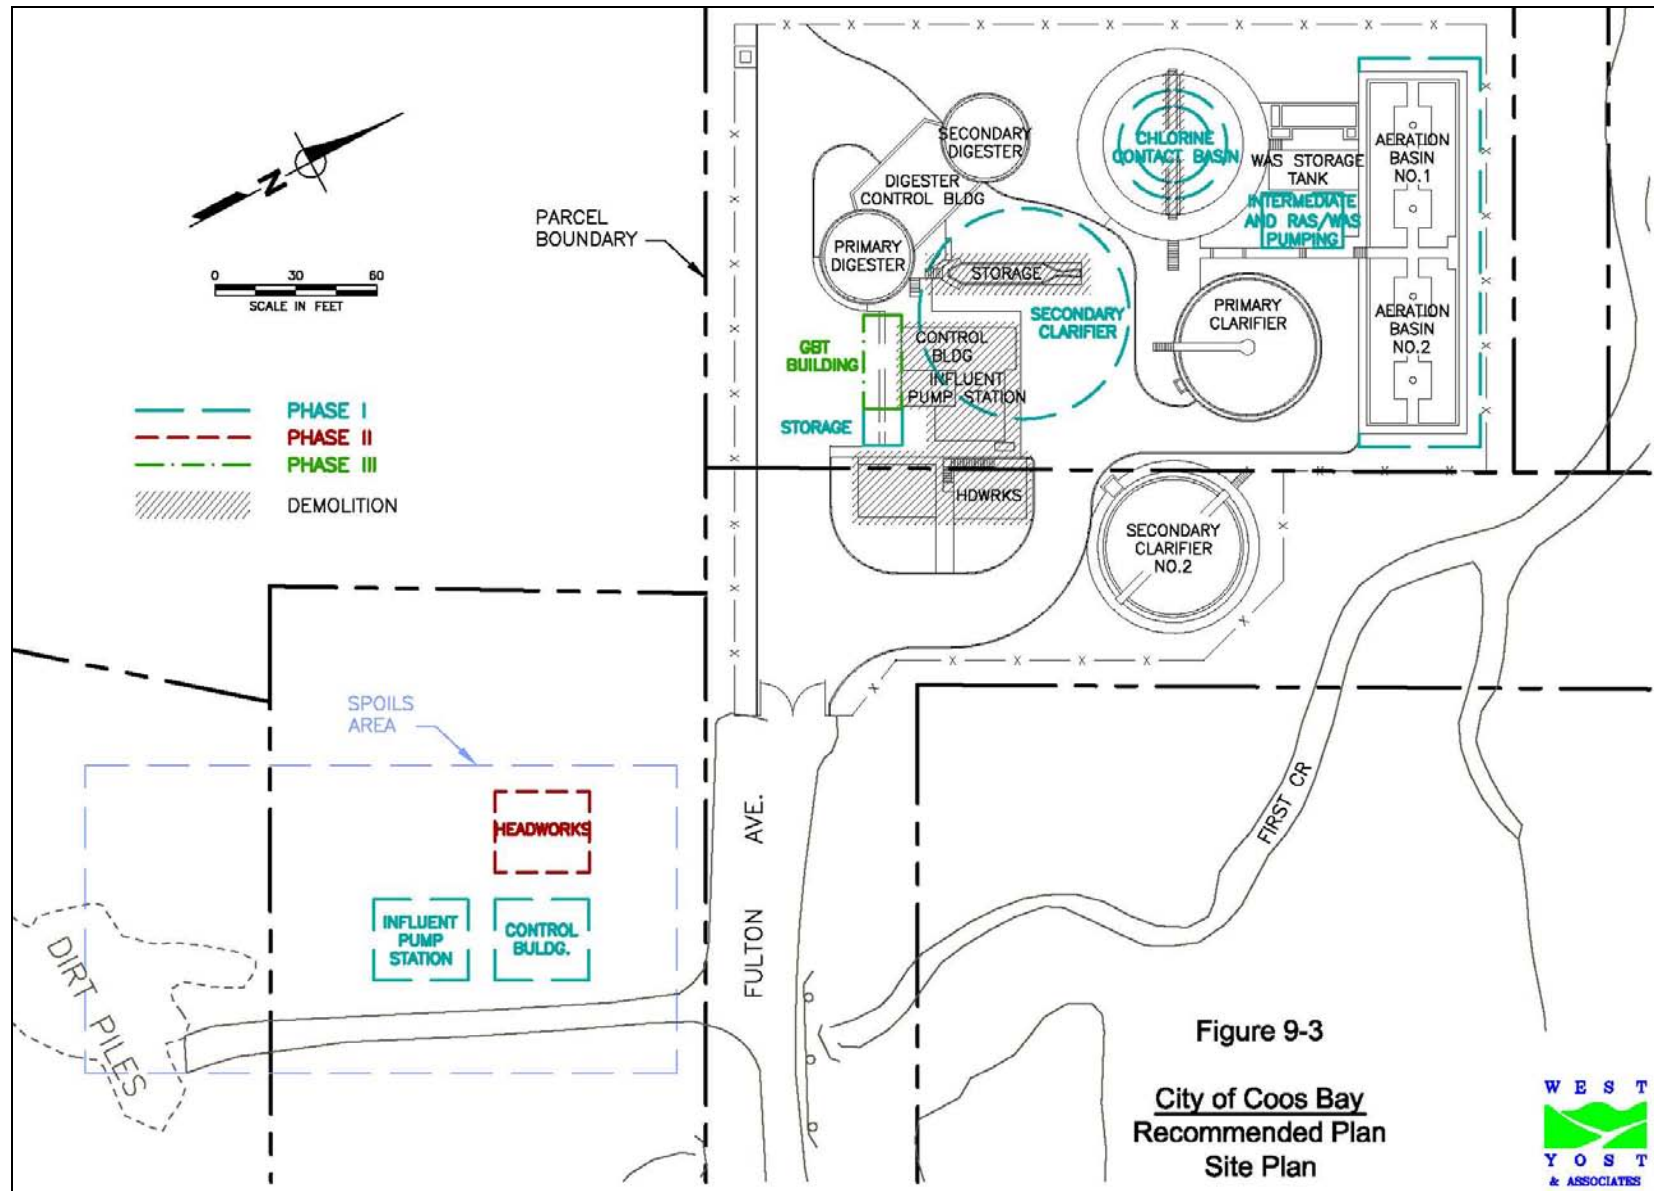 SECONDARY
DIGESTER
DIGESTER
CONTROL BLDG
PRIMARY
DIGESTER
CHLORINE
CONTACT BASIN
WAS STORAGE
TANK
INTERMEDIATE
AND RAS/WAS
PUMPING
AERATION
BASIN
NO.1
AERATION
BASIN
NO.2
N
PARCEL
BOUNDARY
0 30 60
SCALE IN FEET
STORAGE
SECONDARY
CLARIFIER
PRIMARY
CLARIFIER
GBT
BUILDING
CONTROL
BLDG
INFLUENT
PUMP STATION
STORAGE
PHASE I
PHASE II
PHASE III
DEMOLITION
HDWRKS
SECONDARY
CLARIFIER
NO.2
SPOILS
AREA
HEADWORKS
INFLUENT
PUMP
STATION
CONTROL
BULDG.
DIRT PILES
FULTON AVE.
FIRST CR
Figure 9-3
City of Coos Bay
Recommended Plan
Site Plan
WEST
YOST
& ASSOCIATES